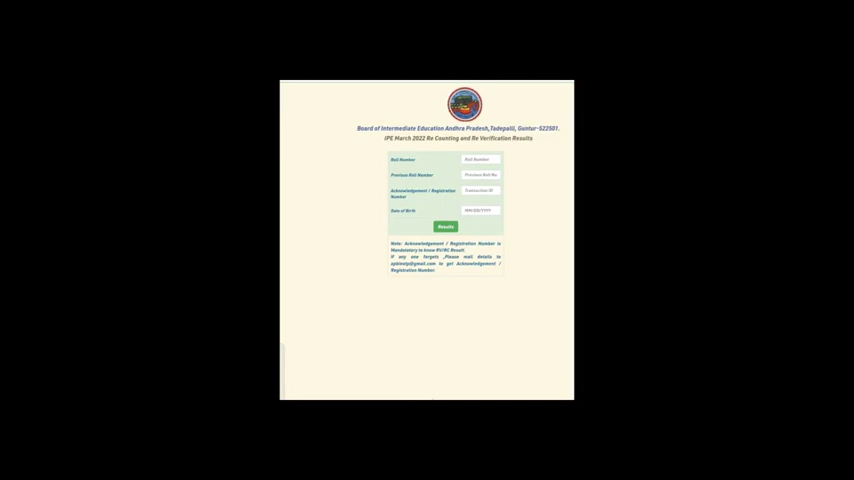 Board of Intermediate Education Andhra Pradesh,Tadepalli, Guntur-522501.
IPE March 2022 Re Counting and Re Verification Results
Roll Number Roll Number
Previous Roll Number Previous Roll No
Acknowledgement / Registration Transaction ID
Number
Date of Birth MM/DD/YYYY
Results
Note: Acknowledgement / Registration Number is
Mandatory to know RV/RC Result.
If any one forgets ,Please mail details to
to get Acknowledgement /
Registration Number.